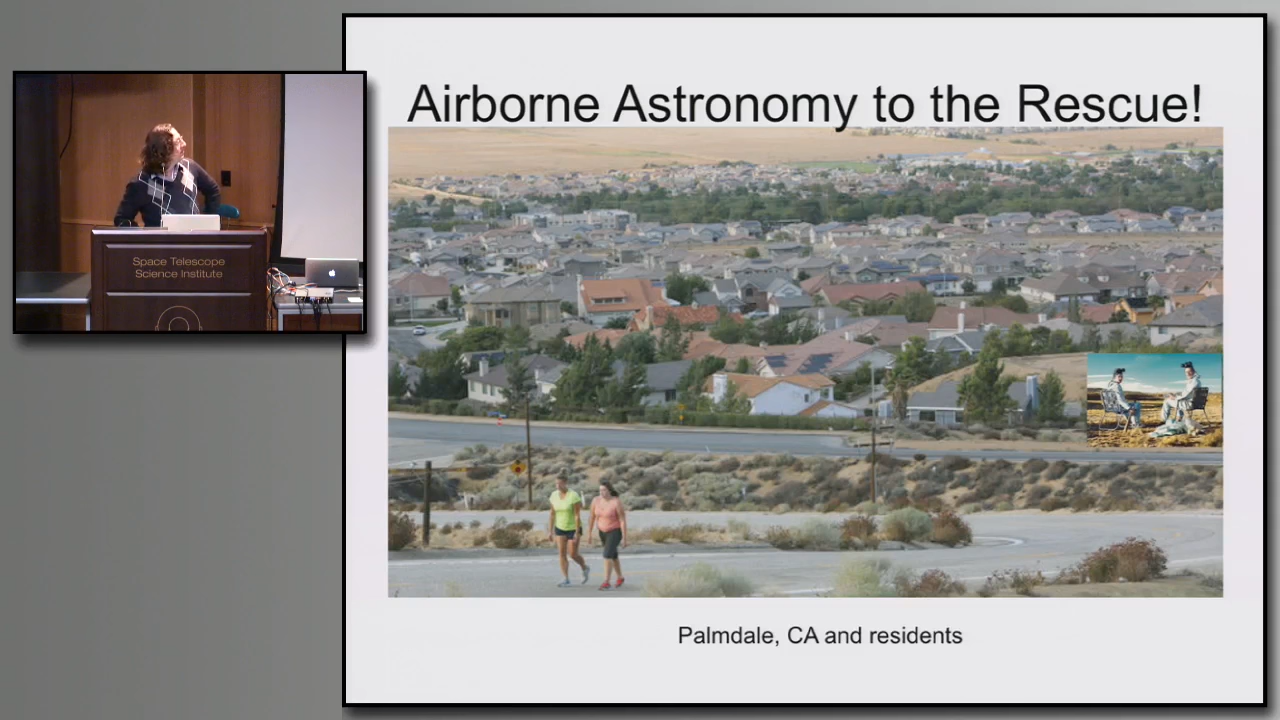 Airborne Astronomy to the Rescue!
Space Telescope
Science Institute
Palmdale, CA and residents